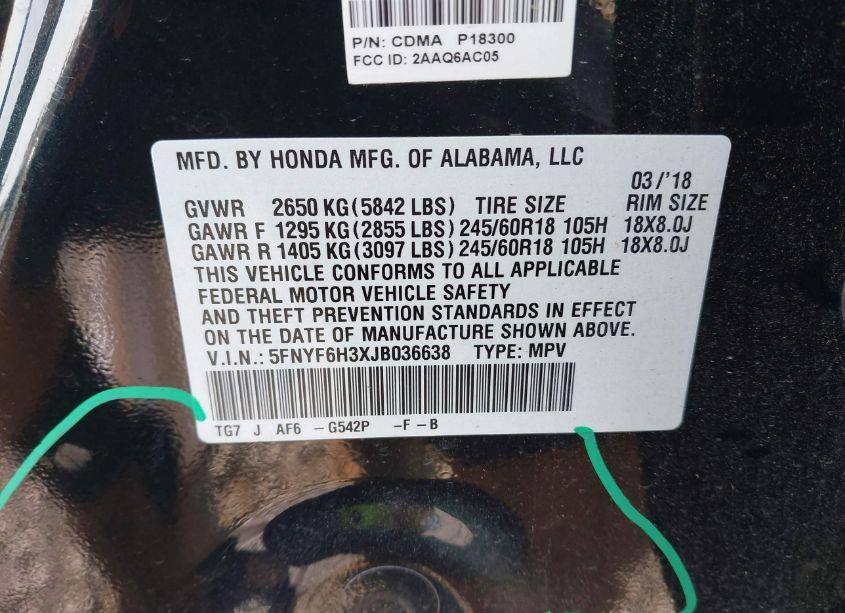 P/N: CDMA P18300
FCC ID: 2AAQ6AC05
MFD. BY HONDA MFG. OF ALABAMA, LLC
03/'18
GVWR 2650 KG(5842 LBS) TIRE SIZE RIM SIZE
GAWR F 1295 KG(2855 LBS) 245/60R18 105H 18X8.0J
GAWR R 1405 KG(3097 LBS) 245/60R18 105H 18X8.0J
THIS VEHICLE CONFORMS TO ALL APPLICABLE
FEDERAL MOTOR VEHICLE SAFETY
AND THEFT PREVENTION STANDARDS IN EFFECT
ON THE DATE OF MANUFACTURE SHOWN ABOVE.
V.I.N.: 5FNYF6H3XJB036638 TYPE: MPV
TG7 J AF6 -G542P -F -B